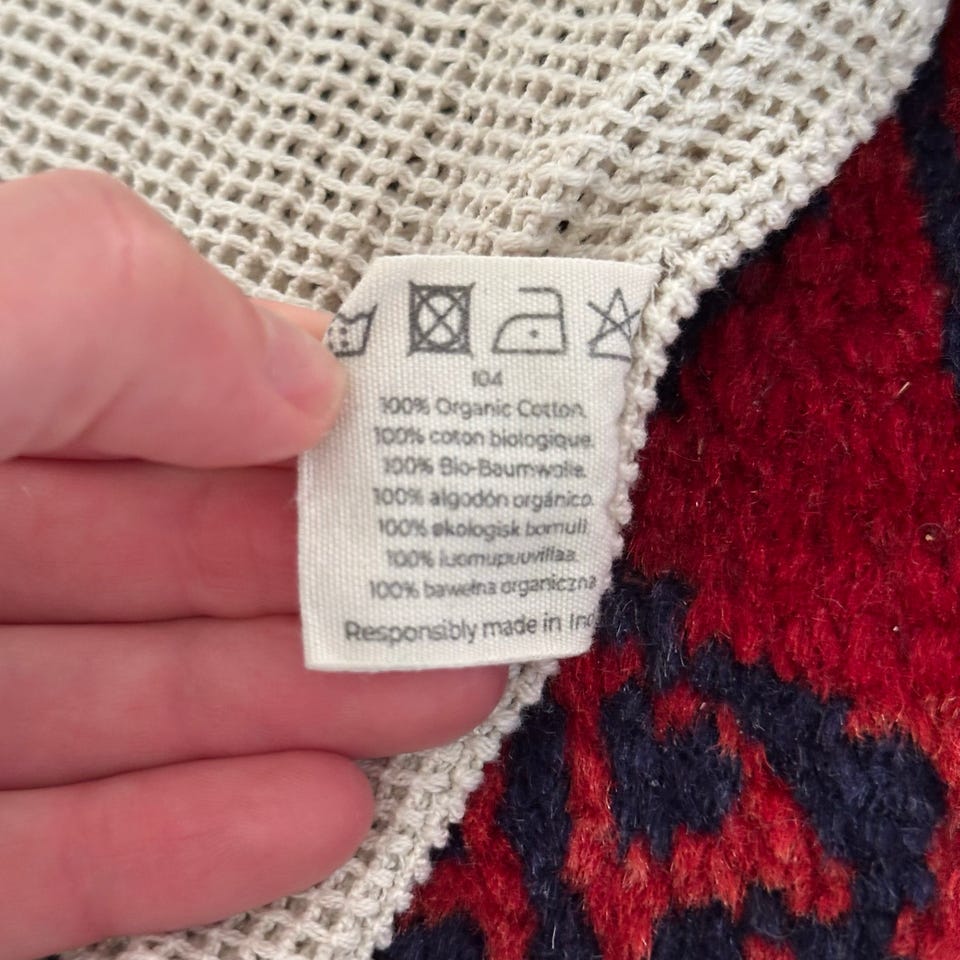 104
100% Organic Cotton.
100% coton biologique.
100% Bio-Baumwolle.
100% algodón orgánico.
100% økologisk bomuld
100% luomupuuvillaa.
100% bawełna organiczna
Responsibly made in